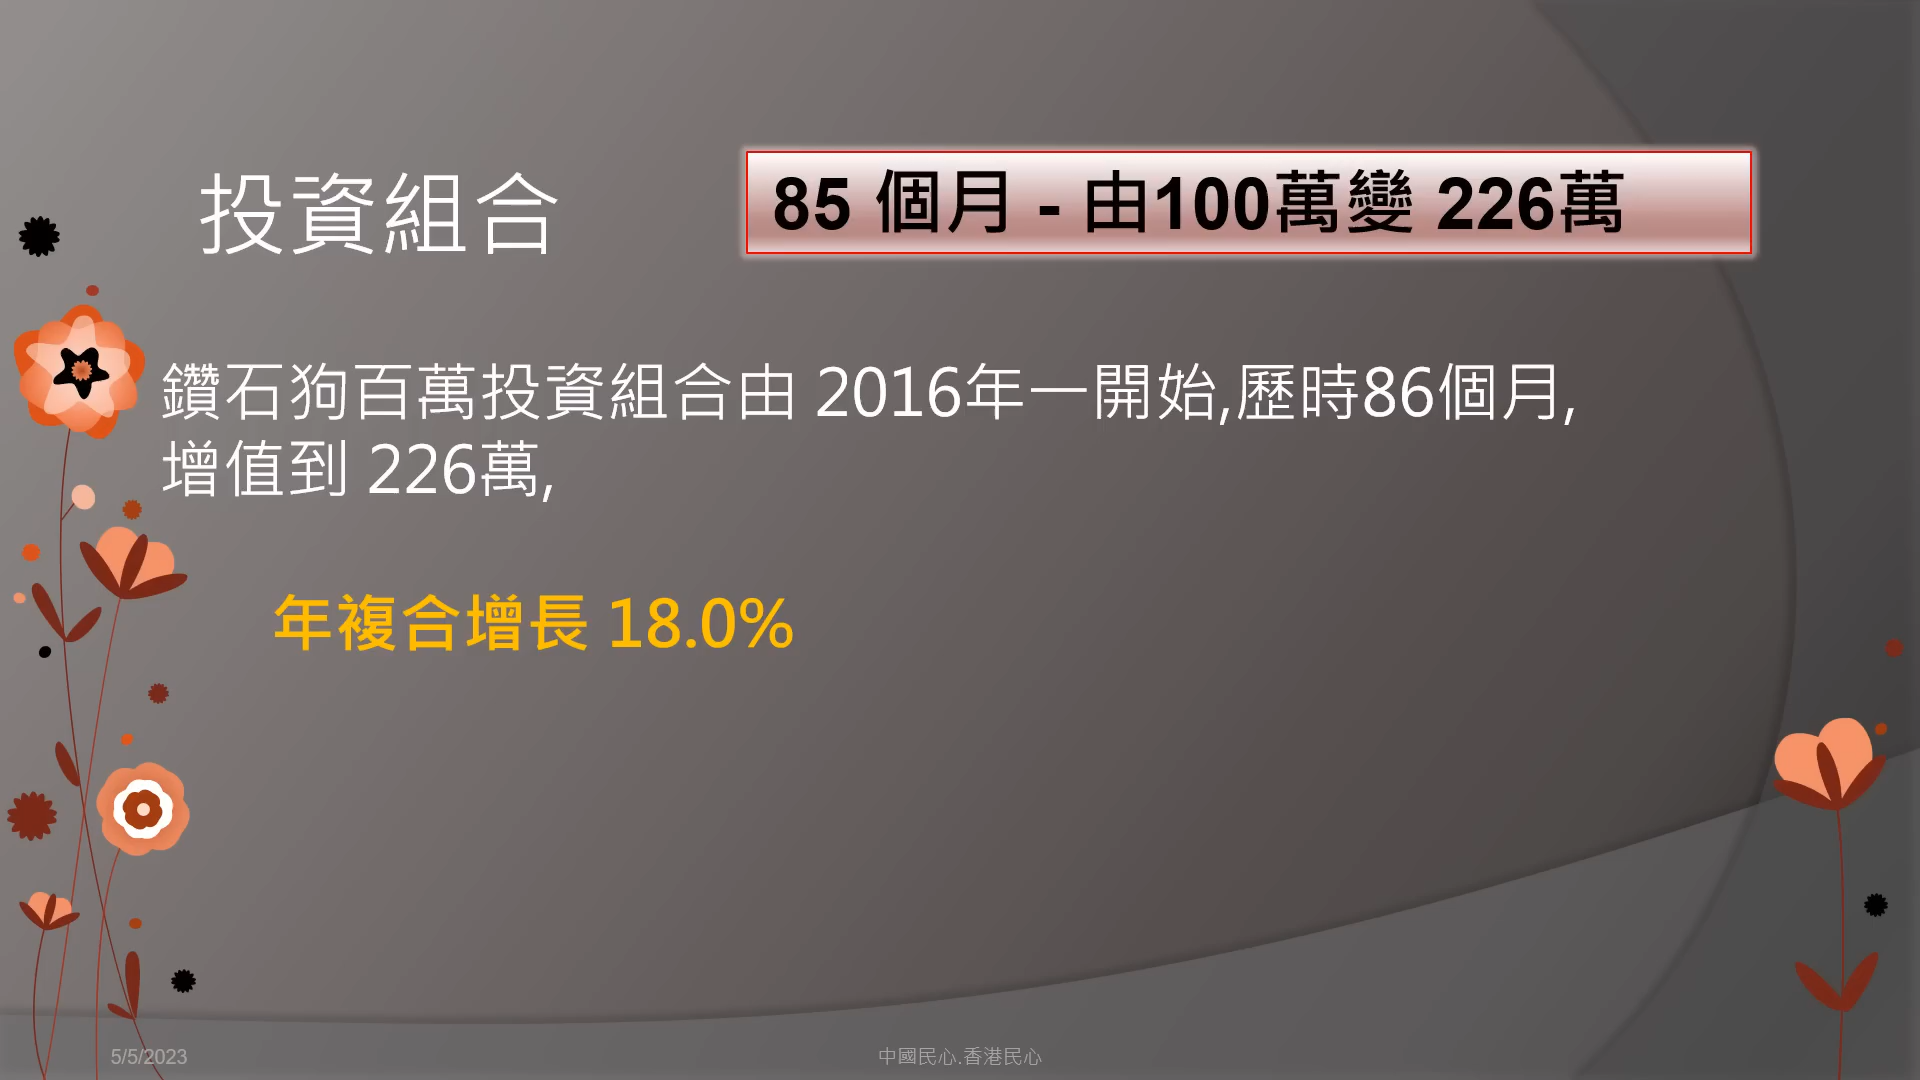 投資組合
85 個月 - 由100萬變 226萬
鑽石狗百萬投資組合由 2016年一開始,歷時86個月,
增值到 226萬,
年複合增長 18.0%
5/5/2023
中國民心.香港民心